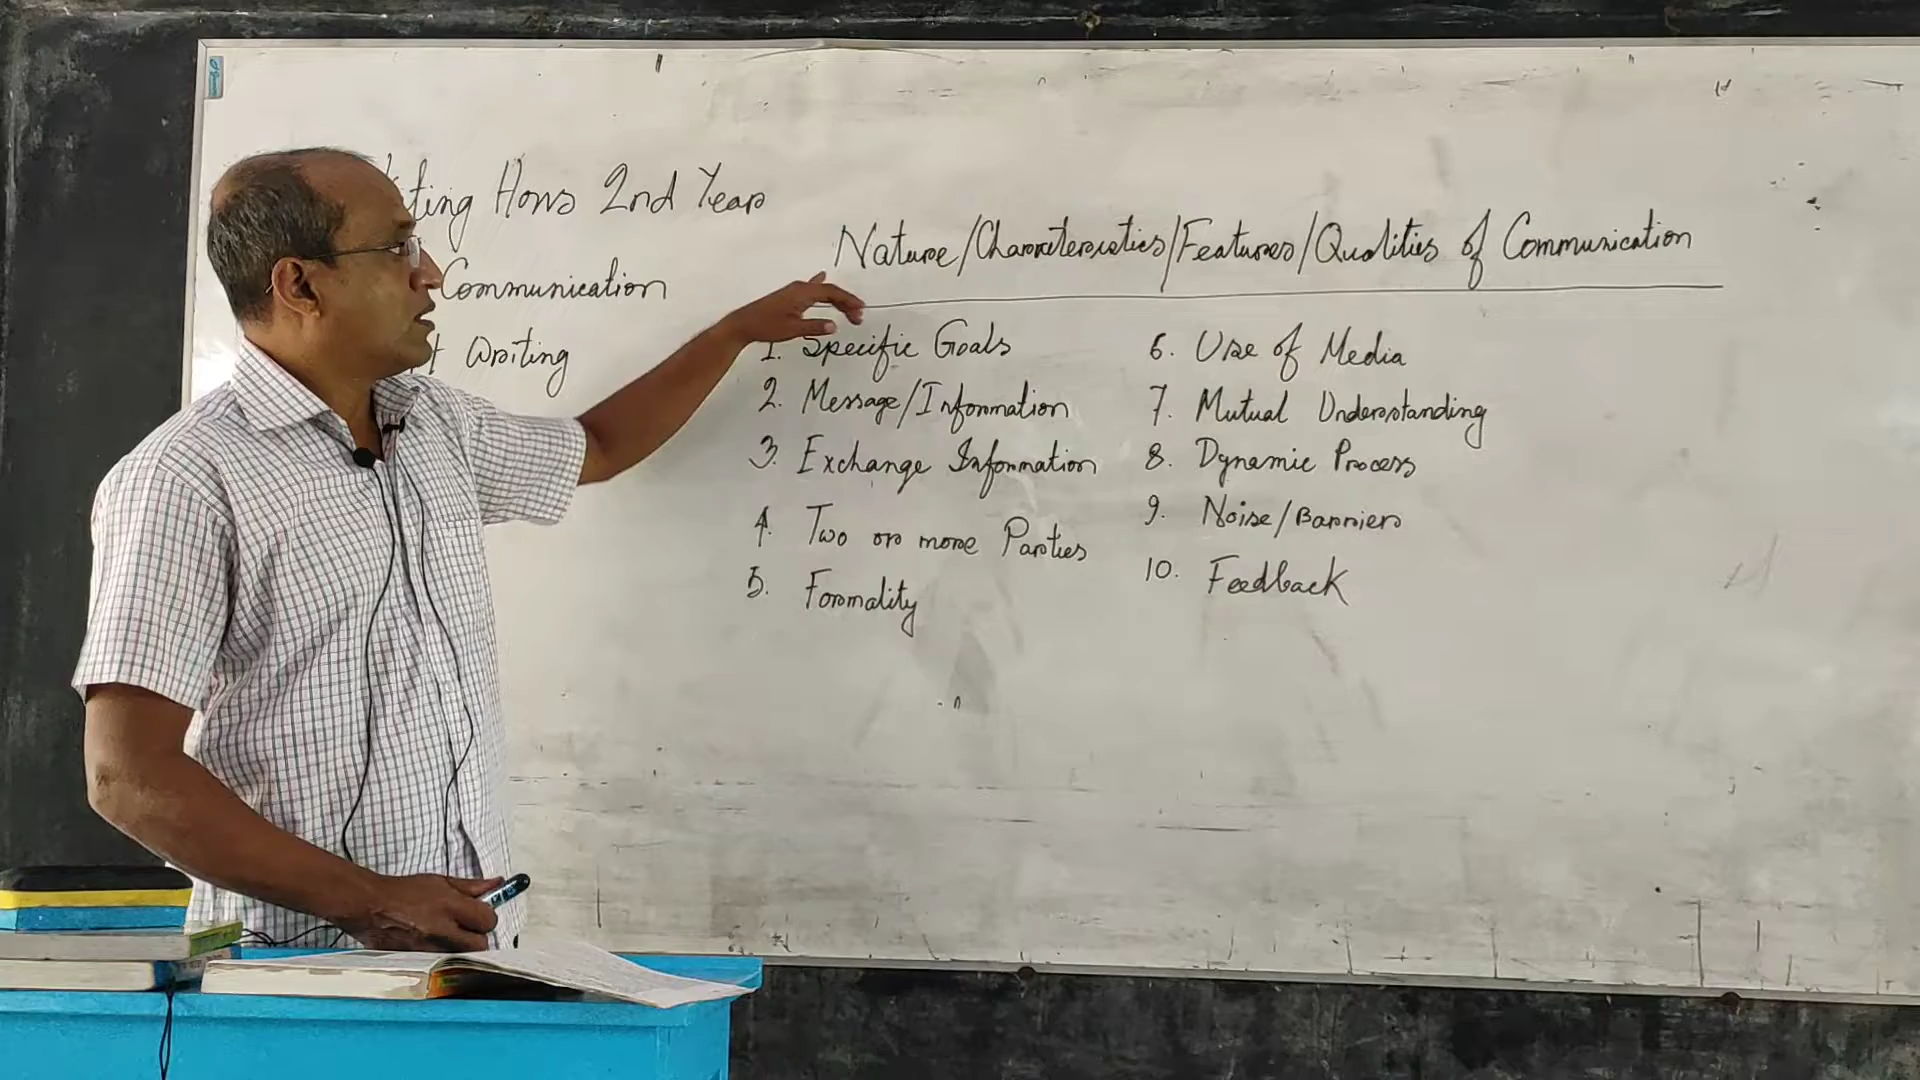 Hons 2nd Year
Communication
Writing
Nature/Characteristics/Features/Qualities of Communication
1. Specific Goals
2. Message/Information
3. Exchange Information
4. Two or more Parties
5. Formality
6. Use of Media
7. Mutual Understanding
8. Dynamic Process
9. Noise/Barriers
10. Feedback